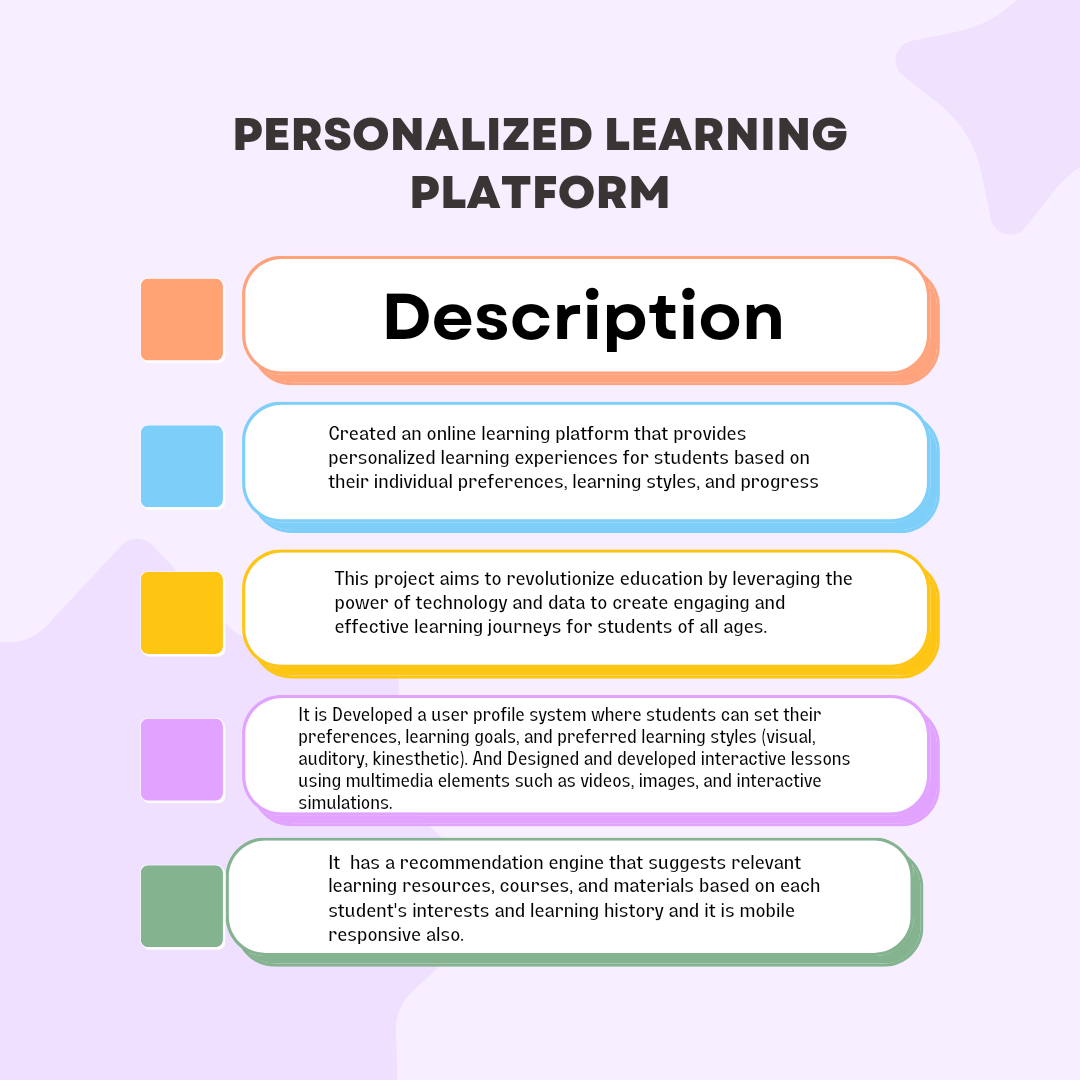 PERSONALIZED LEARNING
PLATFORM
Description
Created an online learning platform that provides
personalized learning experiences for students based on
their individual preferences, learning styles, and progress
This project aims to revolutionize education by leveraging the
power of technology and data to create engaging and
effective learning journeys for students of all ages.
It is Developed a user profile system where students can set their
preferences, learning goals, and preferred learning styles (visual,
auditory, kinesthetic). And Designed and developed interactive lessons
using multimedia elements such as videos, images, and interactive
simulations.
It  has a recommendation engine that suggests relevant
learning resources, courses, and materials based on each
student's interests and learning history and it is mobile
responsive also.